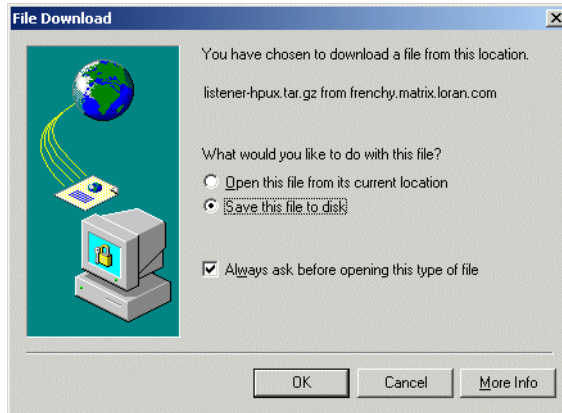 File Download
You have chosen to download a file from this location.
listener-hpux.tar.gz from frenchy.matrix.loran.com
What would you like to do with this file?
Open this file from its current location
Save this file to disk
Always ask before opening this type of file
OK
Cancel
More Info